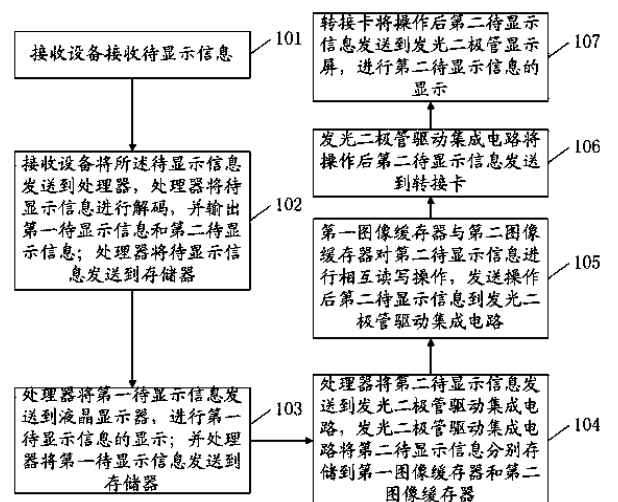 接收设备接收待显示信息
101
接收设备将所述待显示信息
发送到处理器，处理器将待
显示信息进行解码，并输出
第一待显示信息和第二待显
示信息；处理器将待显示信
息发送到存储器
102
处理器将第一待显示信息发
送到液晶显示器，进行第一
待显示信息的显示；并处理
器将第一待显示信息发送到
存储器
103
处理器将第二待显示信息发
送到发光二极管驱动集成电
路，发光二极管驱动集成电
路将第二待显示信息分别存
储到第一图像缓存器和第二
图像缓存器
104
第一图像缓存器与第二图像
缓存器对第二待显示信息进
行相互读写操作，发送操作
后第二待显示信息到发光二
极管驱动集成电路
105
发光二极管驱动集成电路将
操作后第二待显示信息发送
到转接卡
106
转接卡将操作后第二待显示
信息发送到发光二极管显示
屏，进行第二待显示信息的
显示
107